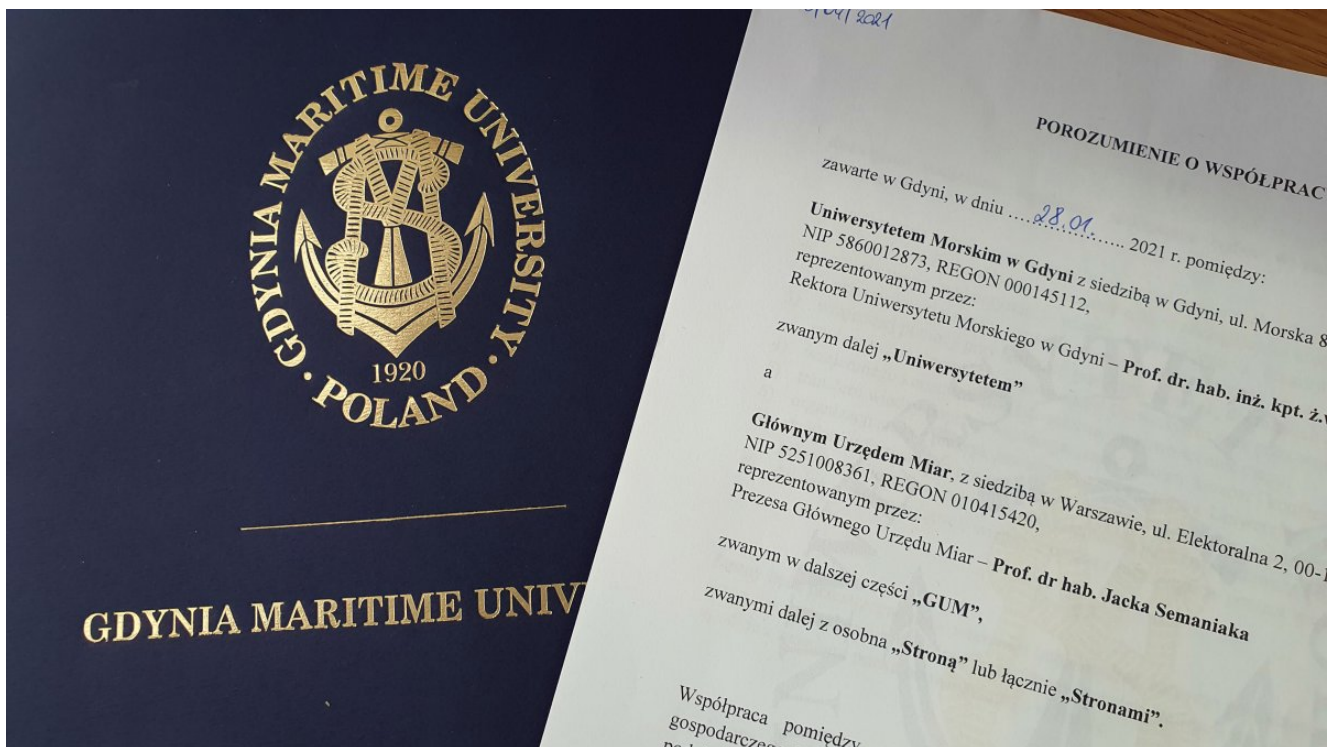 GDYNIA MARITIME UNIVERSITY · POLAND ·
1920
GDYNIA MARITIME
/04/2021
POROZUMIENIE O
zawarte w Gdyni, w dniu ....28.01........ 2021 r. pomiędzy:
Uniwersytetem Morskim w Gdyni z siedzibą w Gdyni, ul. Morska
NIP 5860012873, REGON 000145112,
reprezentowanym przez:
Rektora Uniwersytetu Morskiego w Gdyni – Prof. dr. hab. inż. kpt.
zwanym dalej „Uniwersytetem”
a
Głównym Urzędem Miar, z siedzibą w Warszawie, ul. Elektoralna 2,
NIP 5251008361, REGON 010415420,
reprezentowanym przez:
Prezesa Głównego Urzędu Miar – Prof. dr hab. Jacka Semaniaka
zwanym w dalszej części „GUM”,
zwanymi dalej z osobna „Stroną” lub łącznie „Stronami”.
Współpraca pomiędzy